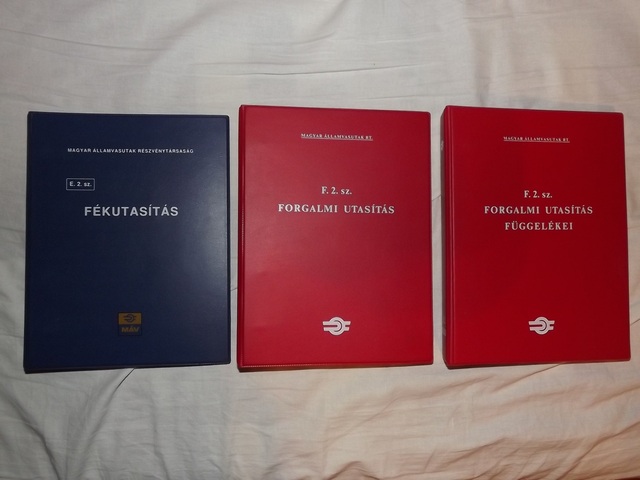 MAGYAR ÁLLAMVASUTAK RÉSZVÉNYTÁRSASÁG
E. 2. sz.
FÉKUTASÍTÁS
MÁV
MAGYAR ÁLLAMVASUTAK RT.
F. 2. sz.
FORGALMI UTASÍTÁS
MAGYAR ÁLLAMVASUTAK RT.
F. 2. sz.
FORGALMI UTASÍTÁS
FÜGGELÉKEI